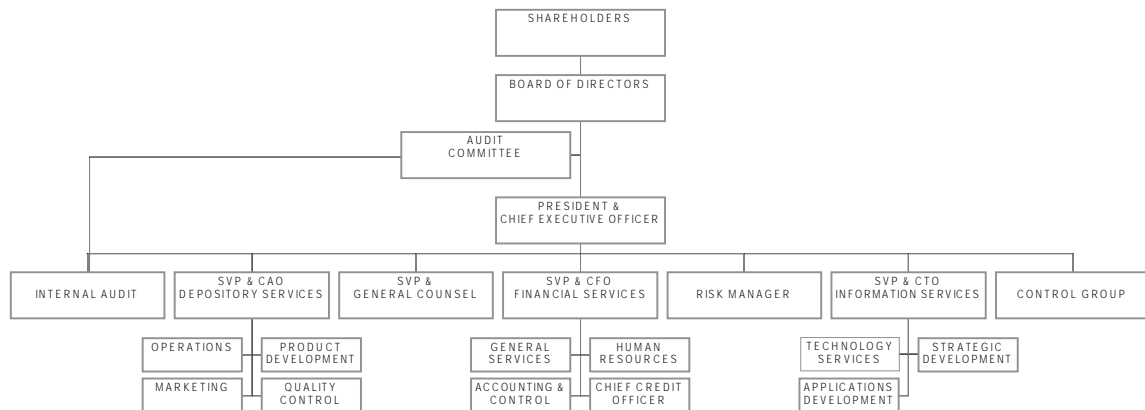 SHAREHOLDERS
BOARD OF DIRECTORS
AUDIT
COMMITTEE
PRESIDENT &
CHIEF EXECUTIVE OFFICER
INTERNAL AUDIT
SVP & CAO
DEPOSITORY SERVICES
SVP &
GENERAL COUNSEL
SVP & CFO
FINANCIAL SERVICES
RISK MANAGER
SVP & CTO
INFORMATION SERVICES
CONTROL GROUP
OPERATIONS
PRODUCT
DEVELOPMENT
GENERAL
SERVICES
HUMAN
RESOURCES
TECHNOLOGY
SERVICES
STRATEGIC
DEVELOPMENT
MARKETING
QUALITY
CONTROL
ACCOUNTING &
CONTROL
CHIEF CREDIT
OFFICER
APPLICATIONS
DEVELOPMENT